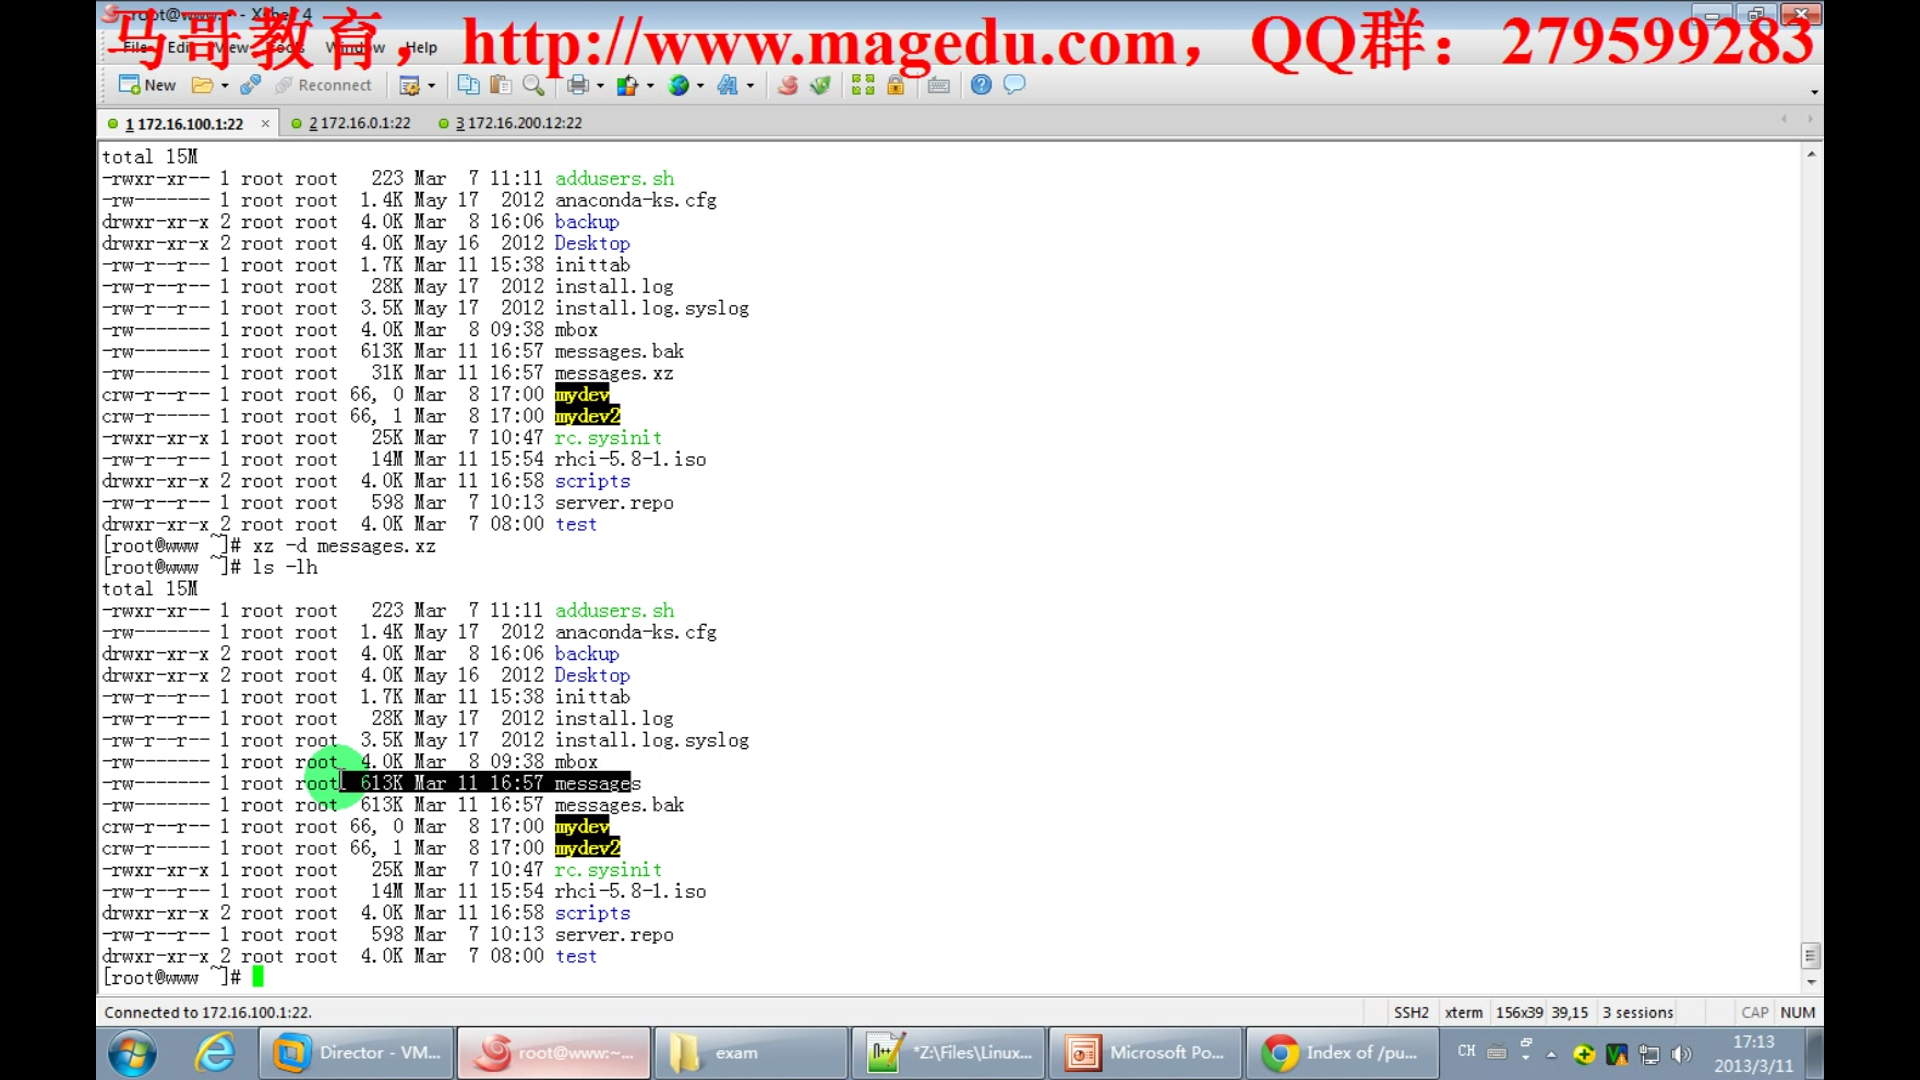 root@www:~ - Xshell 4
马哥教育，http://www.magedu.com，QQ群：279599283
File Edit View Tools Window Help
New Reconnect
1 172.16.100.1:22 × 2 172.16.0.1:22 3 172.16.200.12:22
total 15M
-rwxr-xr-- 1 root root 223 Mar 7 11:11 addusers.sh
-rw------- 1 root root 1.4K May 17 2012 anaconda-ks.cfg
drwxr-xr-x 2 root root 4.0K Mar 8 16:06 backup
drwxr-xr-x 2 root root 4.0K May 16 2012 Desktop
-rw-r--r-- 1 root root 1.7K Mar 11 15:38 inittab
-rw-r--r-- 1 root root 28K May 17 2012 install.log
-rw-r--r-- 1 root root 3.5K May 17 2012 install.log.syslog
-rw------- 1 root root 4.0K Mar 8 09:38 mbox
-rw------- 1 root root 613K Mar 11 16:57 messages.bak
-rw------- 1 root root 31K Mar 11 16:57 messages.xz
crw-r--r-- 1 root root 66, 0 Mar 8 17:00 mydev
crw-r----- 1 root root 66, 1 Mar 8 17:00 mydev2
-rwxr-xr-x 1 root root 25K Mar 7 10:47 rc.sysinit
-rw-r--r-- 1 root root 14M Mar 11 15:54 rhci-5.8-1.iso
drwxr-xr-x 2 root root 4.0K Mar 11 16:58 scripts
-rw-r--r-- 1 root root 598 Mar 7 10:13 server.repo
drwxr-xr-x 2 root root 4.0K Mar 7 08:00 test
[root@www ~]# xz -d messages.xz
[root@www ~]# ls -lh
total 15M
-rwxr-xr-- 1 root root 223 Mar 7 11:11 addusers.sh
-rw------- 1 root root 1.4K May 17 2012 anaconda-ks.cfg
drwxr-xr-x 2 root root 4.0K Mar 8 16:06 backup
drwxr-xr-x 2 root root 4.0K May 16 2012 Desktop
-rw-r--r-- 1 root root 1.7K Mar 11 15:38 inittab
-rw-r--r-- 1 root root 28K May 17 2012 install.log
-rw-r--r-- 1 root root 3.5K May 17 2012 install.log.syslog
-rw------- 1 root root 4.0K Mar 8 09:38 mbox
-rw------- 1 root root 613K Mar 11 16:57 messages
-rw------- 1 root root 613K Mar 11 16:57 messages.bak
crw-r--r-- 1 root root 66, 0 Mar 8 17:00 mydev
crw-r----- 1 root root 66, 1 Mar 8 17:00 mydev2
-rwxr-xr-x 1 root root 25K Mar 7 10:47 rc.sysinit
-rw-r--r-- 1 root root 14M Mar 11 15:54 rhci-5.8-1.iso
drwxr-xr-x 2 root root 4.0K Mar 11 16:58 scripts
-rw-r--r-- 1 root root 598 Mar 7 10:13 server.repo
drwxr-xr-x 2 root root 4.0K Mar 7 08:00 test
[root@www ~]#
Connected to 172.16.100.1:22. SSH2 xterm 156x39 39,15 3 sessions CAP NUM
Director - VM... root@www:~... exam *Z:\Files\Linux... Microsoft Po... Index of /pu... CH 17:13
2013/3/11